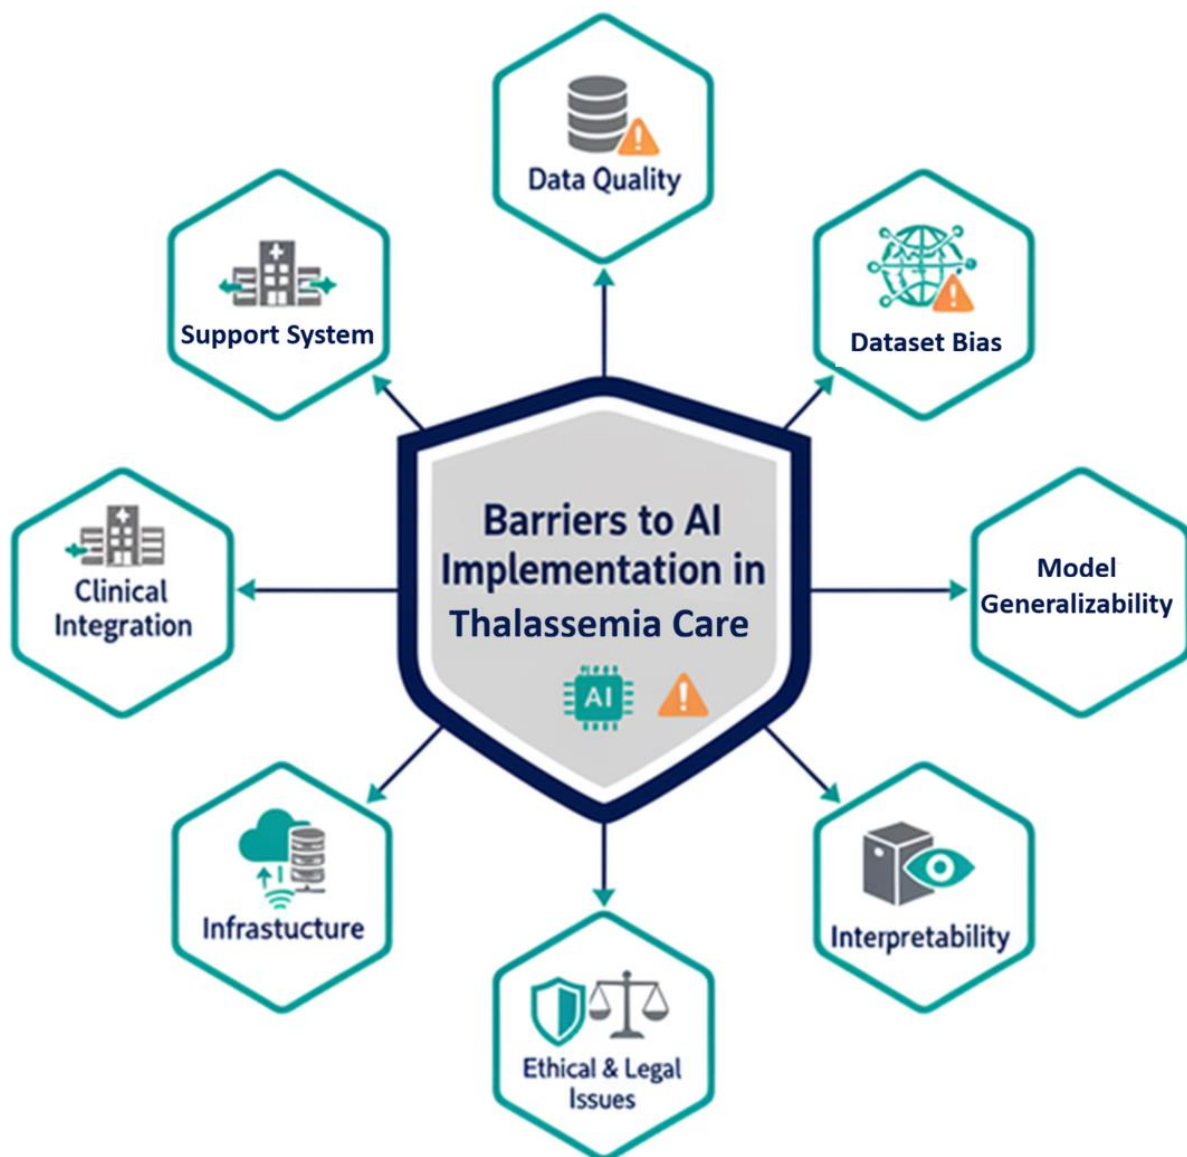 Data Quality
Support System
Dataset Bias
Barriers to AI
Implementation in
Thalassemia Care
AI
Clinical
Integration
Model
Generalizability
Infrastucture
Interpretability
Ethical & Legal
Issues